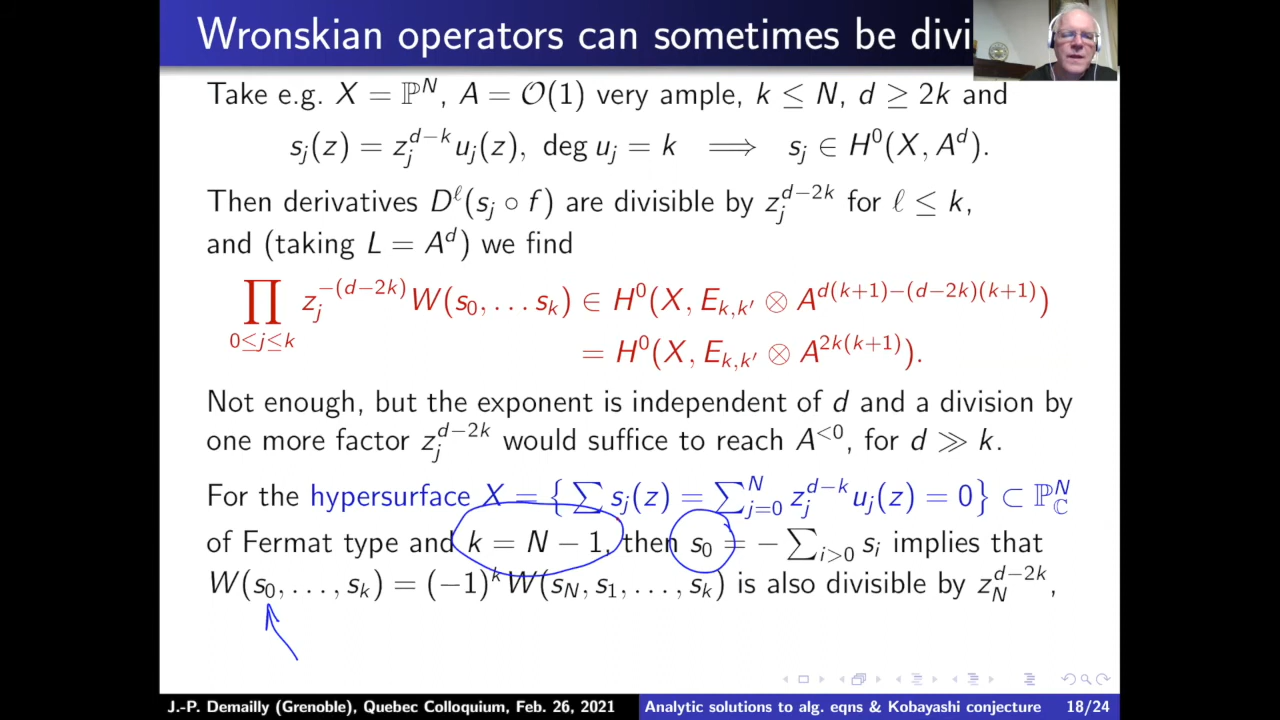 Wronskian operators can sometimes be divi
Take e.g. X = ℙ^N, A = 𝒪(1) very ample, k ≤ N, d ≥ 2k and
s_j(z) = z_j^{d−k} u_j(z), deg u_j = k ⟹ s_j ∈ H^0(X, A^d).
Then derivatives D^ℓ(s_j ∘ f) are divisible by z_j^{d−2k} for ℓ ≤ k,
and (taking L = A^d) we find
∏_{0≤j≤k} z_j^{−(d−2k)} W(s_0, . . . s_k) ∈ H^0(X, E_{k,k′} ⊗ A^{d(k+1)−(d−2k)(k+1)})
= H^0(X, E_{k,k′} ⊗ A^{2k(k+1)}).
Not enough, but the exponent is independent of d and a division by
one more factor z_j^{d−2k} would suffice to reach A^{<0}, for d ≫ k.
For the hypersurface X = {∑ s_j(z) = ∑_{j=0}^N z_j^{d−k} u_j(z) = 0} ⊂ ℙ_ℂ^N
of Fermat type and k = N − 1, then s_0 = − ∑_{i>0} s_i implies that
W(s_0, . . . , s_k) = (−1)^k W(s_N, s_1, . . . , s_k) is also divisible by z_N^{d−2k},
J.-P. Demailly (Grenoble), Quebec Colloquium, Feb. 26, 2021 Analytic solutions to alg. eqns & Kobayashi conjecture 18/24